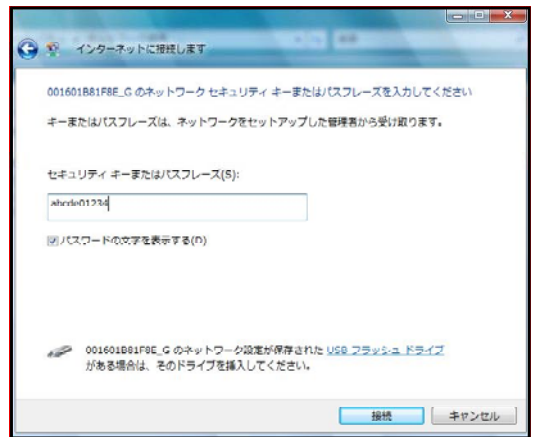 インターネットに接続します
001601B81F8E_G のネットワーク セキュリティ キーまたはパスフレーズを入力してください
キーまたはパスフレーズは、ネットワークをセットアップした管理者から受け取ります。
セキュリティ キーまたはパスフレーズ(S):
abcde01234
パスワードの文字を表示する(D)
001601B81F8E_G のネットワーク設定が保存された USB フラッシュ ドライブ
がある場合は、そのドライブを挿入してください。
接続
キャンセル